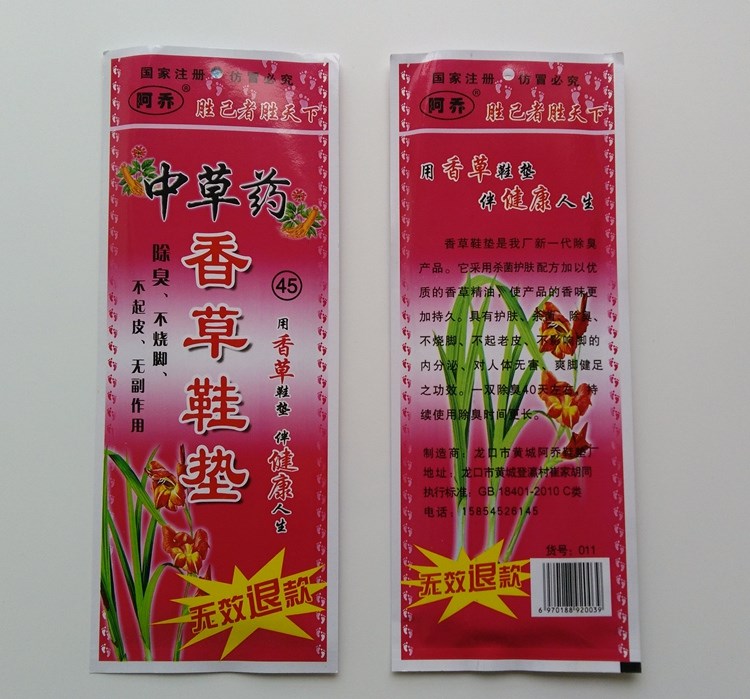 国家注册 仿冒必究
阿乔®
胜己者胜天下
中草药
香草鞋垫
除臭、不烧脚、
不起皮、无副作用
45
用香草鞋垫
伴健康人生
无效退款
国家注册 仿冒必究
阿乔®
胜己者胜天下
用香草鞋垫
伴健康人生
香草鞋垫是我厂新一代除臭
产品。它采用杀菌护肤配方加以优
质的香草精油，使产品的香味更
加持久。具有护肤、杀菌、除臭、
不烧脚、不起老皮、不影响脚的
内分泌、对人体无害、爽脚健足
之功效。一双除臭40天左右，持
续使用除臭时间更长。
制造商：龙口市黄城阿乔鞋垫厂
地址：龙口市黄城登瀛村崔家胡同
执行标准：GB 18401-2010 C类
电话：15854526145
货号：011
无效退款
6 970188 920039